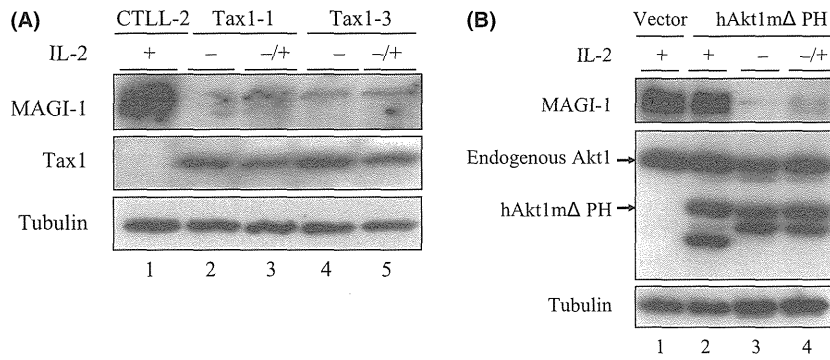 (A)
CTLL-2 Tax1-1 Tax1-3
IL-2 + – –/+ – –/+
MAGI-1
Tax1
Tubulin
1 2 3 4 5
(B)
Vector hAkt1mΔ PH
IL-2 + + – –/+
MAGI-1
Endogenous Akt1
hAkt1mΔ PH
Tubulin
1 2 3 4